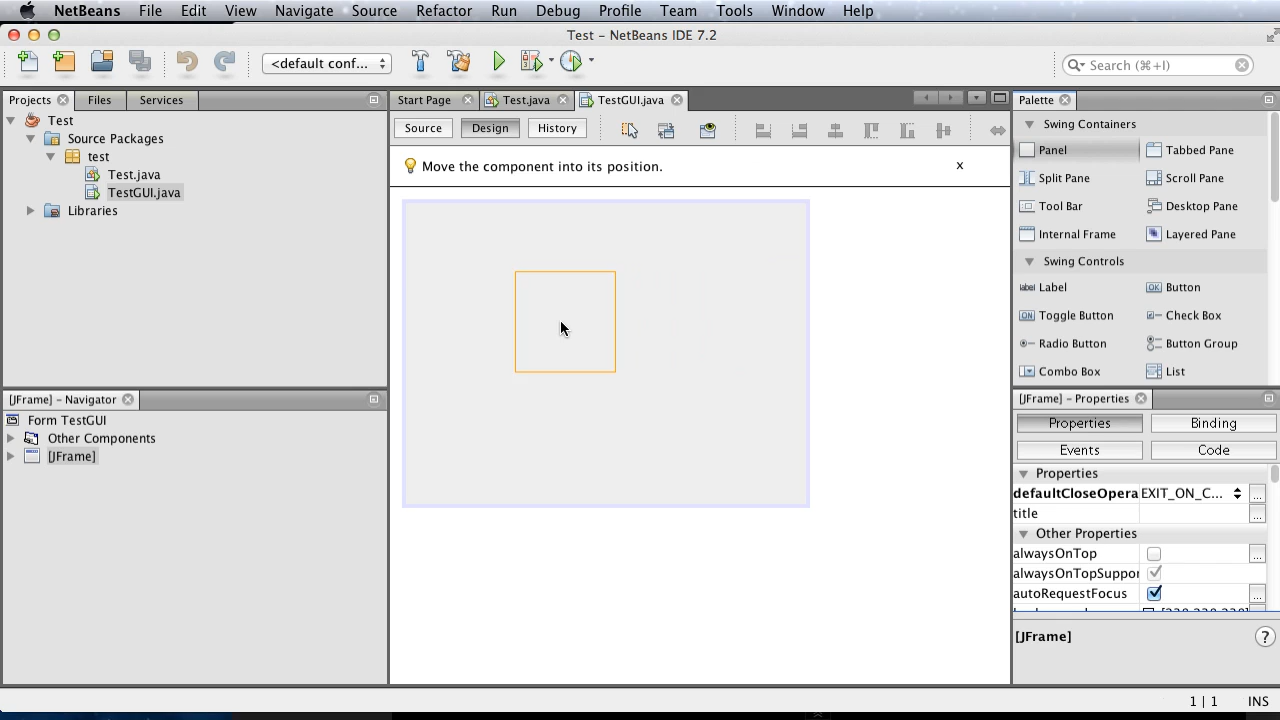 NetBeans File Edit View Navigate Source Refactor Run Debug Profile Team Tools Window Help
Test – NetBeans IDE 7.2
<default conf... Search (⌘+I)
Projects Files Services
Test
Source Packages
test
Test.java
TestGUI.java
Libraries
[JFrame] – Navigator
Form TestGUI
Other Components
[JFrame]
Start Page Test.java TestGUI.java
Source Design History
Move the component into its position. x
Palette
Swing Containers
Panel Tabbed Pane
Split Pane Scroll Pane
Tool Bar Desktop Pane
Internal Frame Layered Pane
Swing Controls
label Label OK Button
ON Toggle Button Check Box
Radio Button Button Group
Combo Box List
[JFrame] – Properties
Properties Binding
Events Code
Properties
defaultCloseOpera EXIT_ON_C... ...
title ...
Other Properties
alwaysOnTop ...
alwaysOnTopSuppor
autoRequestFocus ...
[JFrame] ?
1 | 1 INS